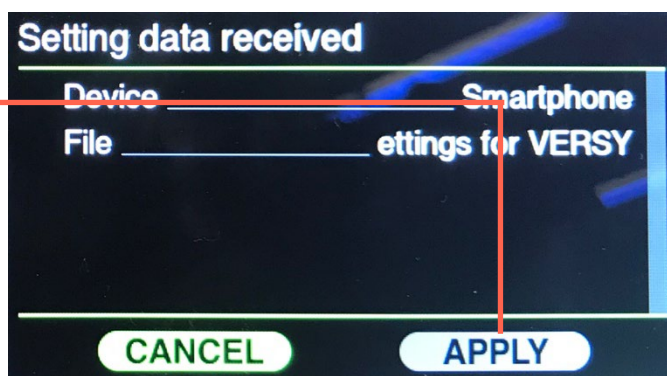 Setting data received
Device Smartphone
File ettings for VERSY
CANCEL APPLY